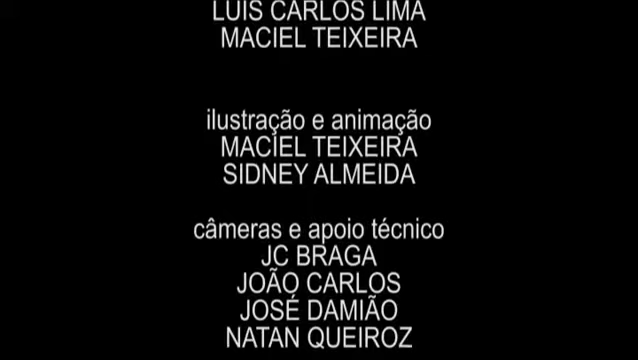 LUIS CARLOS LIMA
MACIEL TEIXEIRA
ilustração e animação
MACIEL TEIXEIRA
SIDNEY ALMEIDA
câmeras e apoio técnico
JC BRAGA
JOÃO CARLOS
JOSÉ DAMIÃO
NATAN QUEIROZ